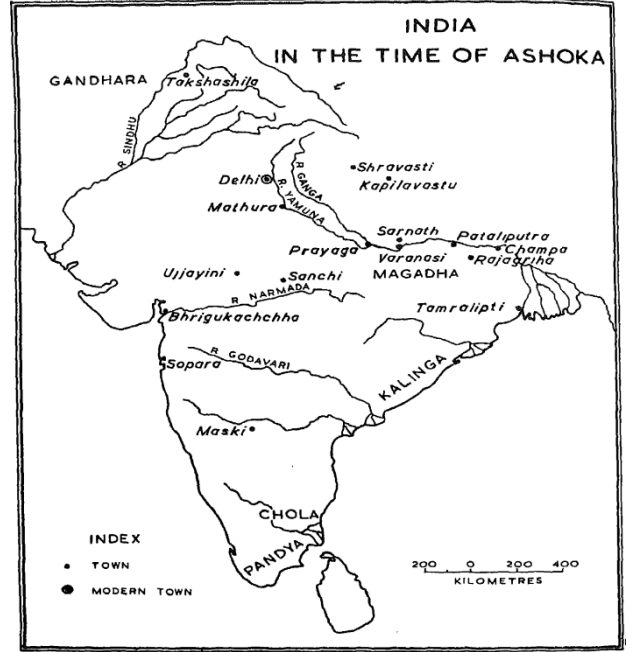 INDIA
IN THE TIME OF ASHOKA
GANDHARA
Takshashila
R SINDHU
Shravasti
Kapilavastu
R GANGA
Delhi
R. YAMUNA
Mathura
Sarnath
Pataliputra
Prayaga
Varanasi
Champa
Rajagriha
MAGADHA
Ujjayini
Sanchi
R NARMADA
Bhrigukachchha
Tamralipti
Sopara
R GODAVARI
KALINGA
Maski
CHOLA
PANDYA
INDEX
TOWN
MODERN TOWN
200 0 200 400
KILOMETRES